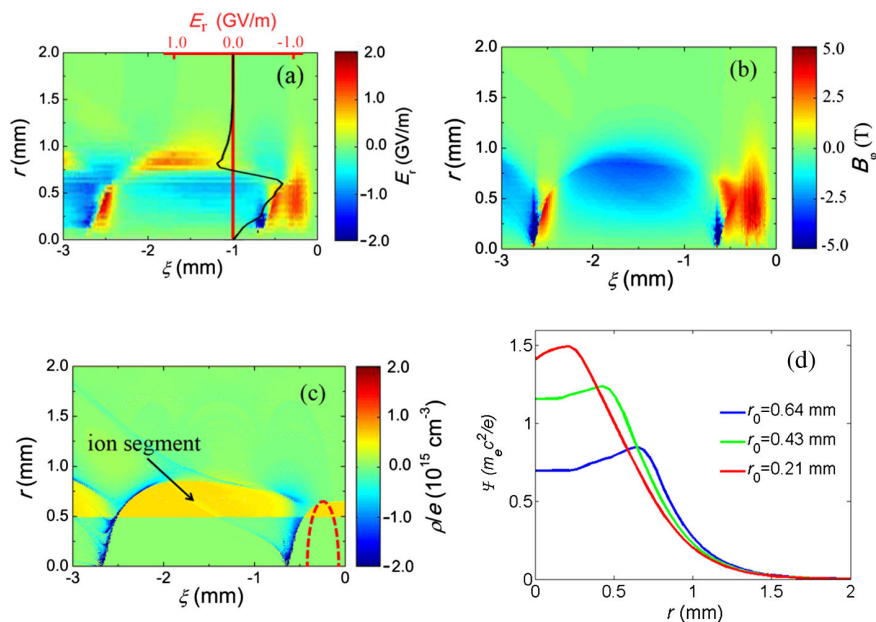 E_r (GV/m)
1.0 0.0 -1.0
2.0
1.5
1.0
0.5
0.0
r (mm)
(a)
-3 -2 -1 0
ξ (mm)
2.0
1.0
0.0
-1.0
-2.0
E_r (GV/m)
2.0
1.5
1.0
0.5
0.0
r (mm)
(b)
-3 -2 -1 0
ξ (mm)
5.0
2.5
0.0
-2.5
-5.0
B_φ (T)
2.0
1.5
1.0
0.5
0.0
r (mm)
(c)
ion segment
-3 -2 -1 0
ξ (mm)
2.0
1.0
0.0
-1.0
-2.0
ρ/e (10^15 cm^-3)
1.5
1
0.5
0
Ψ (m_e c^2/e)
(d)
r_0=0.64 mm
r_0=0.43 mm
r_0=0.21 mm
0 0.5 1 1.5 2
r (mm)